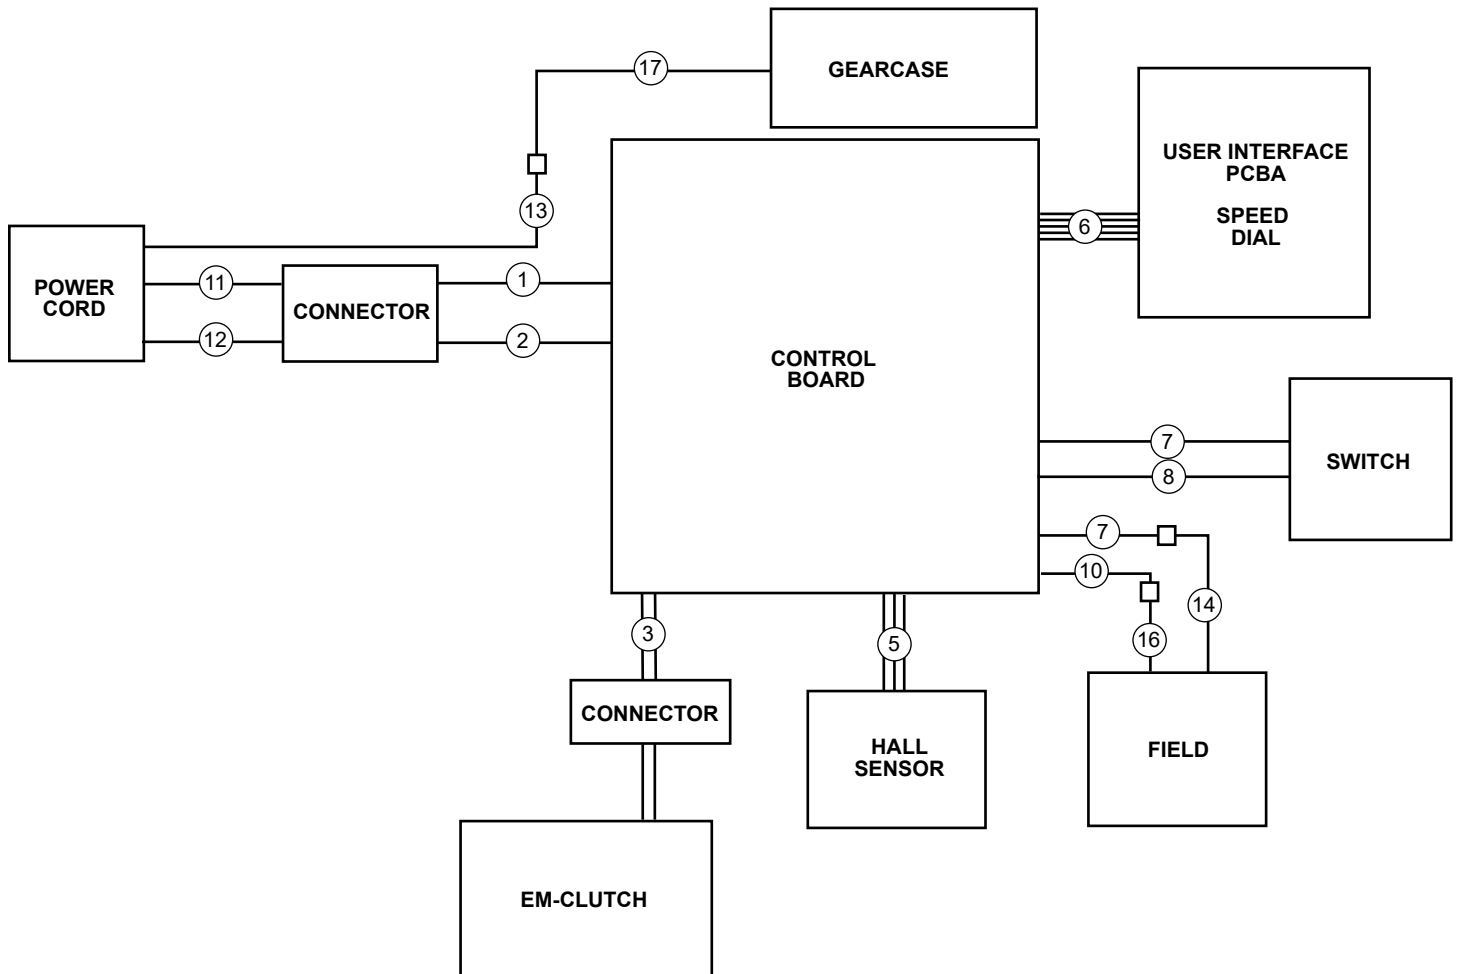 GEARCASE
17
USER INTERFACE
PCBA
SPEED
DIAL
13
6
POWER
CORD
11
12
CONNECTOR
1
2
CONTROL
BOARD
7
8
SWITCH
7
10
14
16
3
5
CONNECTOR
HALL
SENSOR
FIELD
EM-CLUTCH